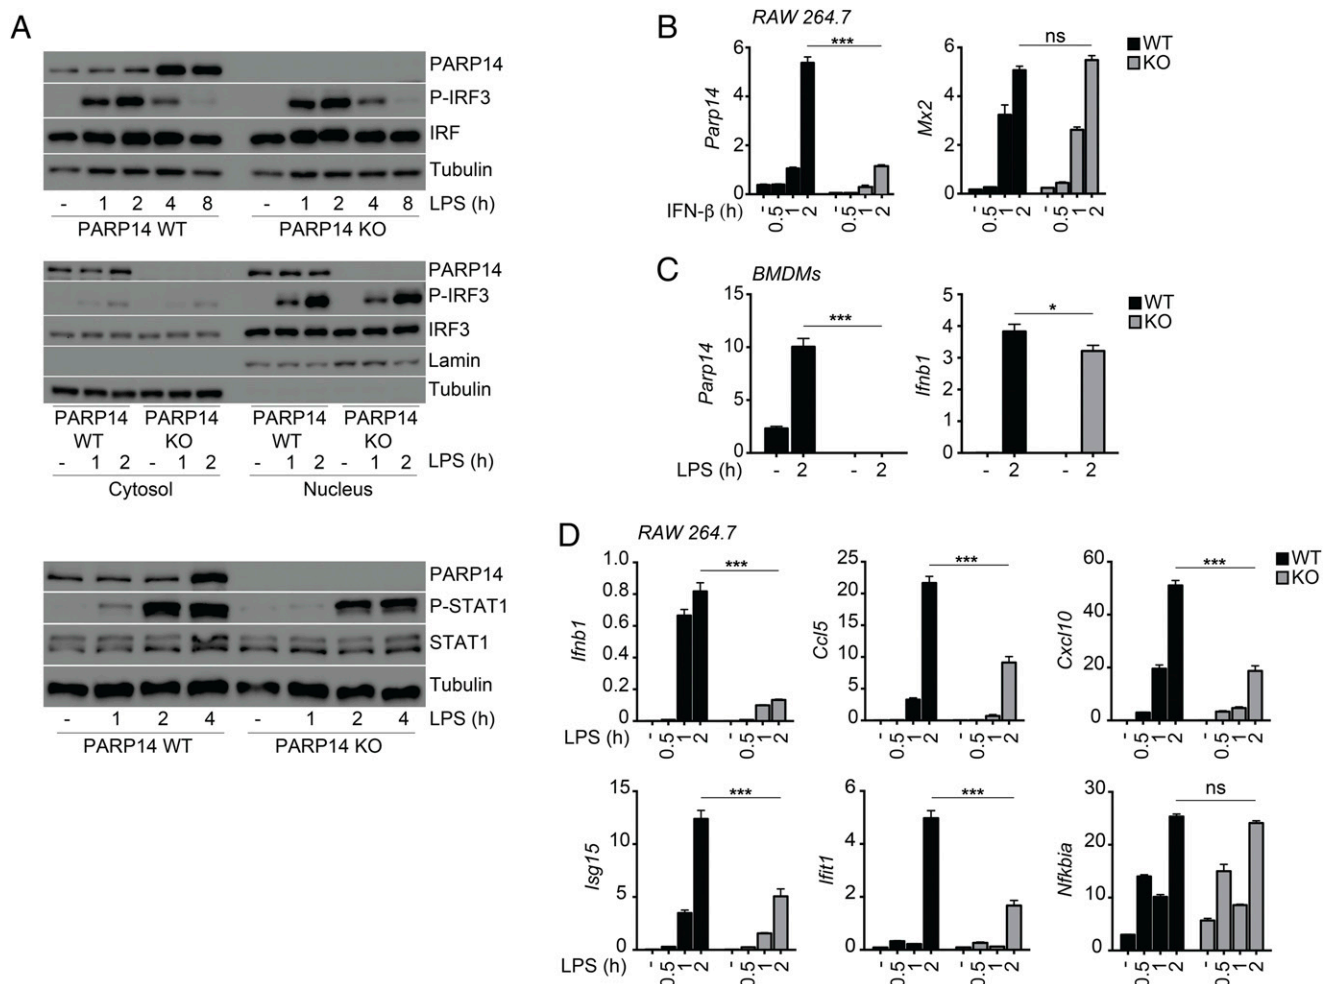 A
PARP14
P-IRF3
IRF
Tubulin
- 1 2 4 8 - 1 2 4 8 LPS (h)
PARP14 WT PARP14 KO
PARP14
P-IRF3
IRF3
Lamin
Tubulin
PARP14 PARP14 PARP14 PARP14
WT KO WT KO
- 1 2 - 1 2 - 1 2 - 1 2 LPS (h)
Cytosol Nucleus
PARP14
P-STAT1
STAT1
Tubulin
- 1 2 4 - 1 2 4 LPS (h)
PARP14 WT PARP14 KO
B
RAW 264.7
Parp14
6
4
2
0
***
IFN-β (h)
- 0.5 1 2 - 0.5 1 2
Mx2
6
4
2
0
ns
- 0.5 1 2 - 0.5 1 2
WT
KO
C
BMDMs
Parp14
15
10
5
0
***
LPS (h) - 2 - 2
Ifnb1
5
4
3
2
1
0
*
- 2 - 2
WT
KO
D
RAW 264.7
Ifnb1
1.0
0.8
0.6
0.4
0.2
0
***
LPS (h)
- 0.5 1 2 - 0.5 1 2
Ccl5
25
20
15
10
5
0
***
- 0.5 1 2 - 0.5 1 2
Cxcl10
60
40
20
0
***
- 0.5 1 2 - 0.5 1 2
WT
KO
Isg15
15
10
5
0
***
LPS (h)
- 0.5 1 2 - 0.5 1 2
Ifit1
6
4
2
0
***
- 0.5 1 2 - 0.5 1 2
Nfkbia
30
20
10
0
ns
- 0.5 1 2 - 0.5 1 2